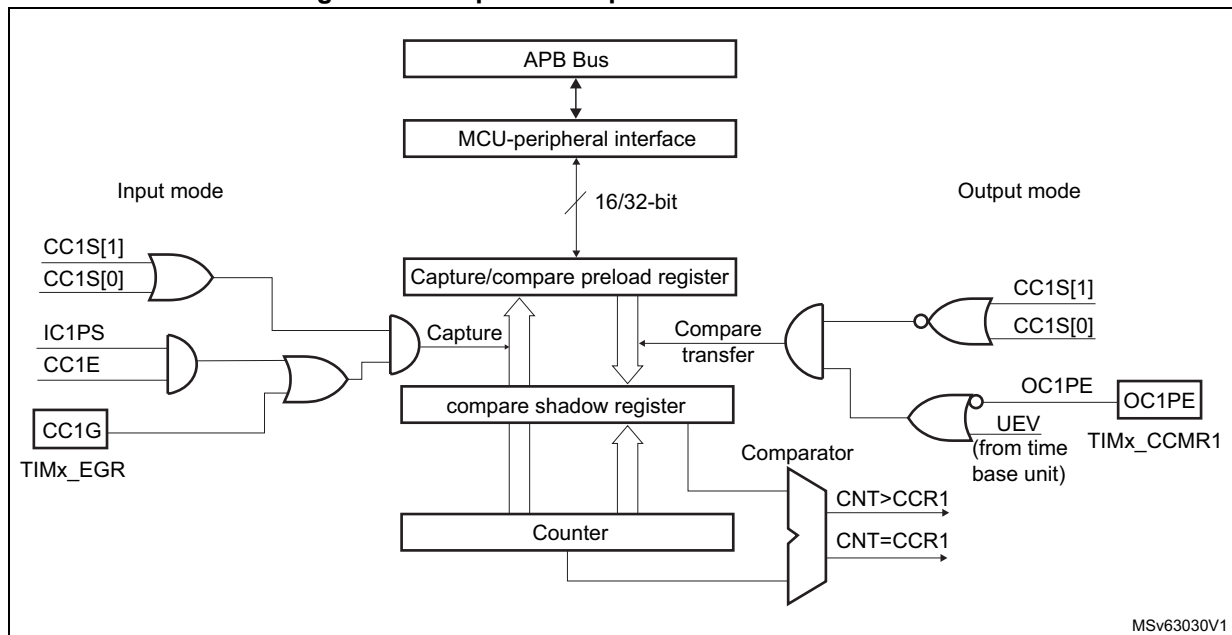 APB Bus
MCU-peripheral interface
Input mode
16/32-bit
Output mode
CC1S[1]
CC1S[0]
Capture/compare preload register
CC1S[1]
CC1S[0]
IC1PS
CC1E
Capture
Compare
transfer
CC1G
TIMx_EGR
compare shadow register
OC1PE
OC1PE
UEV
(from time
base unit)
TIMx_CCMR1
Comparator
CNT>CCR1
Counter
CNT=CCR1
MSv63030V1